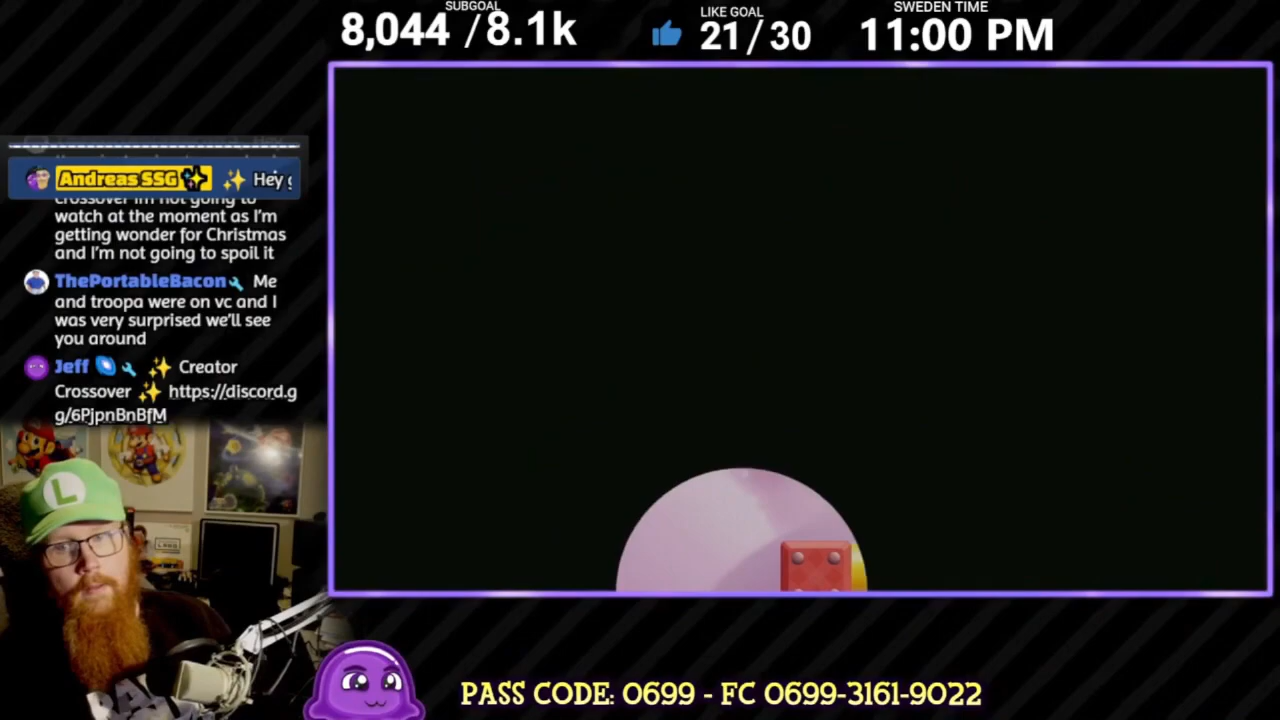 SUBGOAL
8,044 /8.1k
LIKE GOAL
21/30
SWEDEN TIME
11:00 PM
Andreas SSG ✨ Hey
crossover im not going to
watch at the moment as I'm
getting wonder for Christmas
and I'm not going to spoil it
ThePortableBacon Me
and troopa were on vc and I
was very surprised we'll see
you around
Jeff ✨ Creator
Crossover ✨ https://discord.g
g/6PjpnBnBfM
L
PASS CODE: 0699 - FC 0699-3161-9022